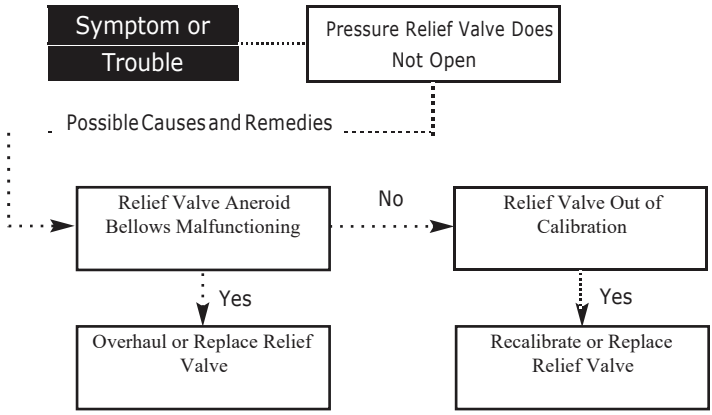 Symptom or
Trouble
Pressure Relief Valve Does
Not Open
Possible Causes and Remedies
Relief Valve Aneroid
Bellows Malfunctioning
No
Relief Valve Out of
Calibration
Yes
Yes
Overhaul or Replace Relief
Valve
Recalibrate or Replace
Relief Valve